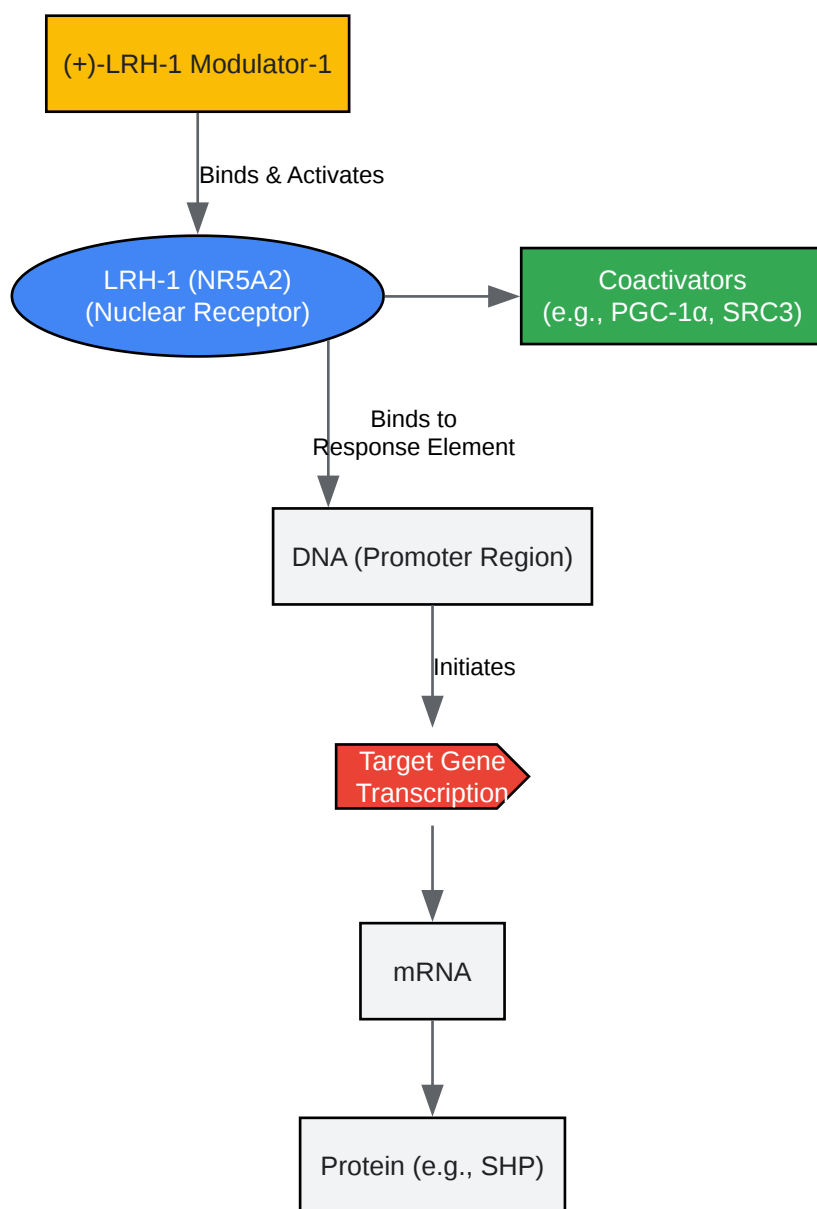 (+)-LRH-1 Modulator-1
Binds & Activates
LRH-1 (NR5A2)
(Nuclear Receptor)
Coactivators
(e.g., PGC-1α, SRC3)
Binds to
Response Element
DNA (Promoter Region)
Initiates
Target Gene
Transcription
mRNA
Protein (e.g., SHP)